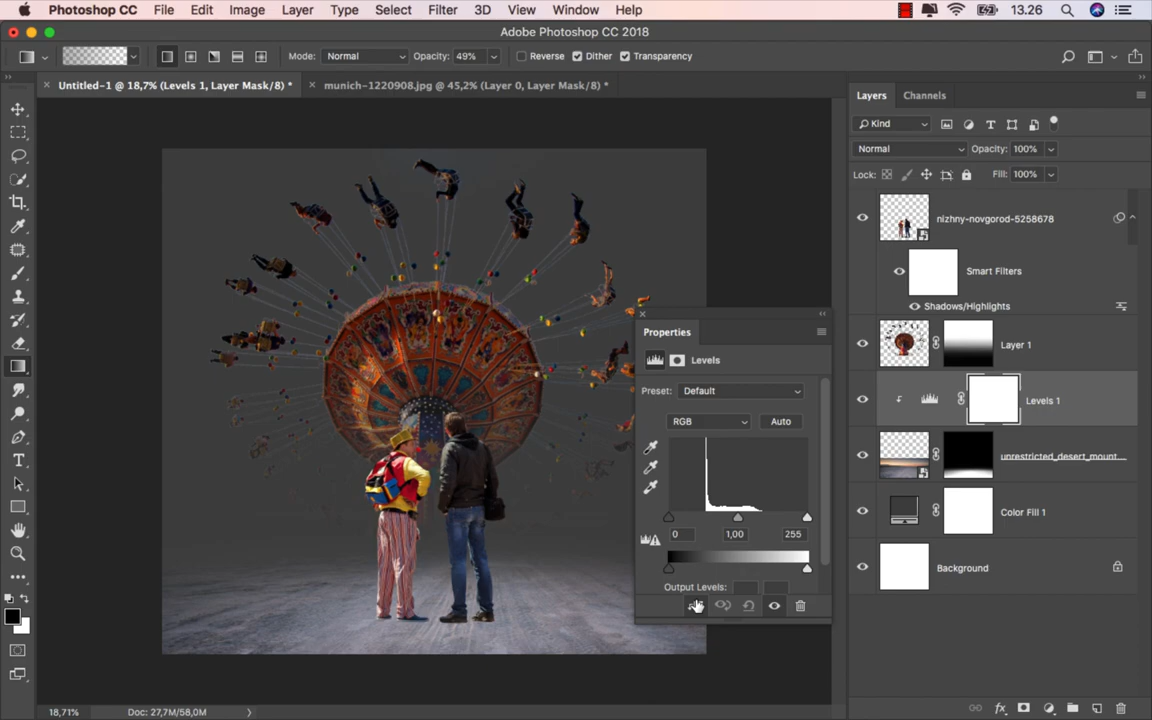 Photoshop CC File Edit Image Layer Type Select Filter 3D View Window Help 13.26
Adobe Photoshop CC 2018
Mode: Normal Opacity: 49% Reverse Dither Transparency
Untitled-1 @ 18,7% (Levels 1, Layer Mask/8) * munich-1220908.jpg @ 45,2% (Layer 0, Layer Mask/8) *
Layers Channels
Kind
Normal Opacity: 100%
Lock: Fill: 100%
nizhny-novgorod-5258678
Smart Filters
Shadows/Highlights
Layer 1
Levels 1
unrestricted_desert_mount...
Color Fill 1
Background
Properties
Levels
Preset: Default
RGB Auto
0 1,00 255
Output Levels:
18,71% Doc: 27,7M/58,0M